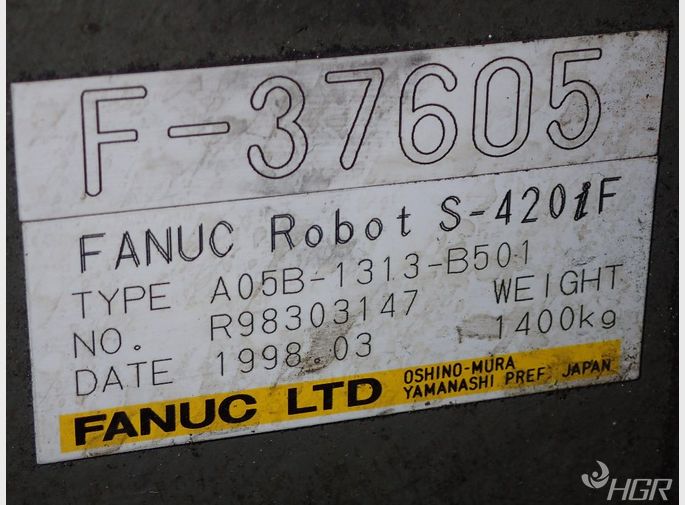 F-37605
FANUC Robot S-420iF
TYPE A05B-1313-B501
NO. R98303147 WEIGHT
DATE 1998.03 1400kg
FANUC LTD OSHINO-MURA
YAMANASHI PREF. JAPAN
HGR